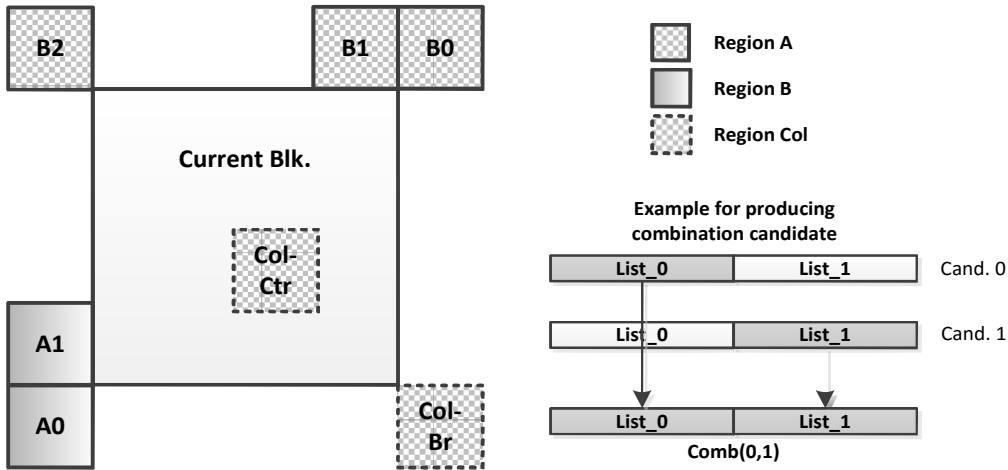 B2
B1
B0
Current Blk.
Col-
Ctr
A1
A0
Col-
Br
Region A
Region B
Region Col
Example for producing
combination candidate
List_0 List_1 Cand. 0
List_0 List_1 Cand. 1
List_0 List_1
Comb(0,1)